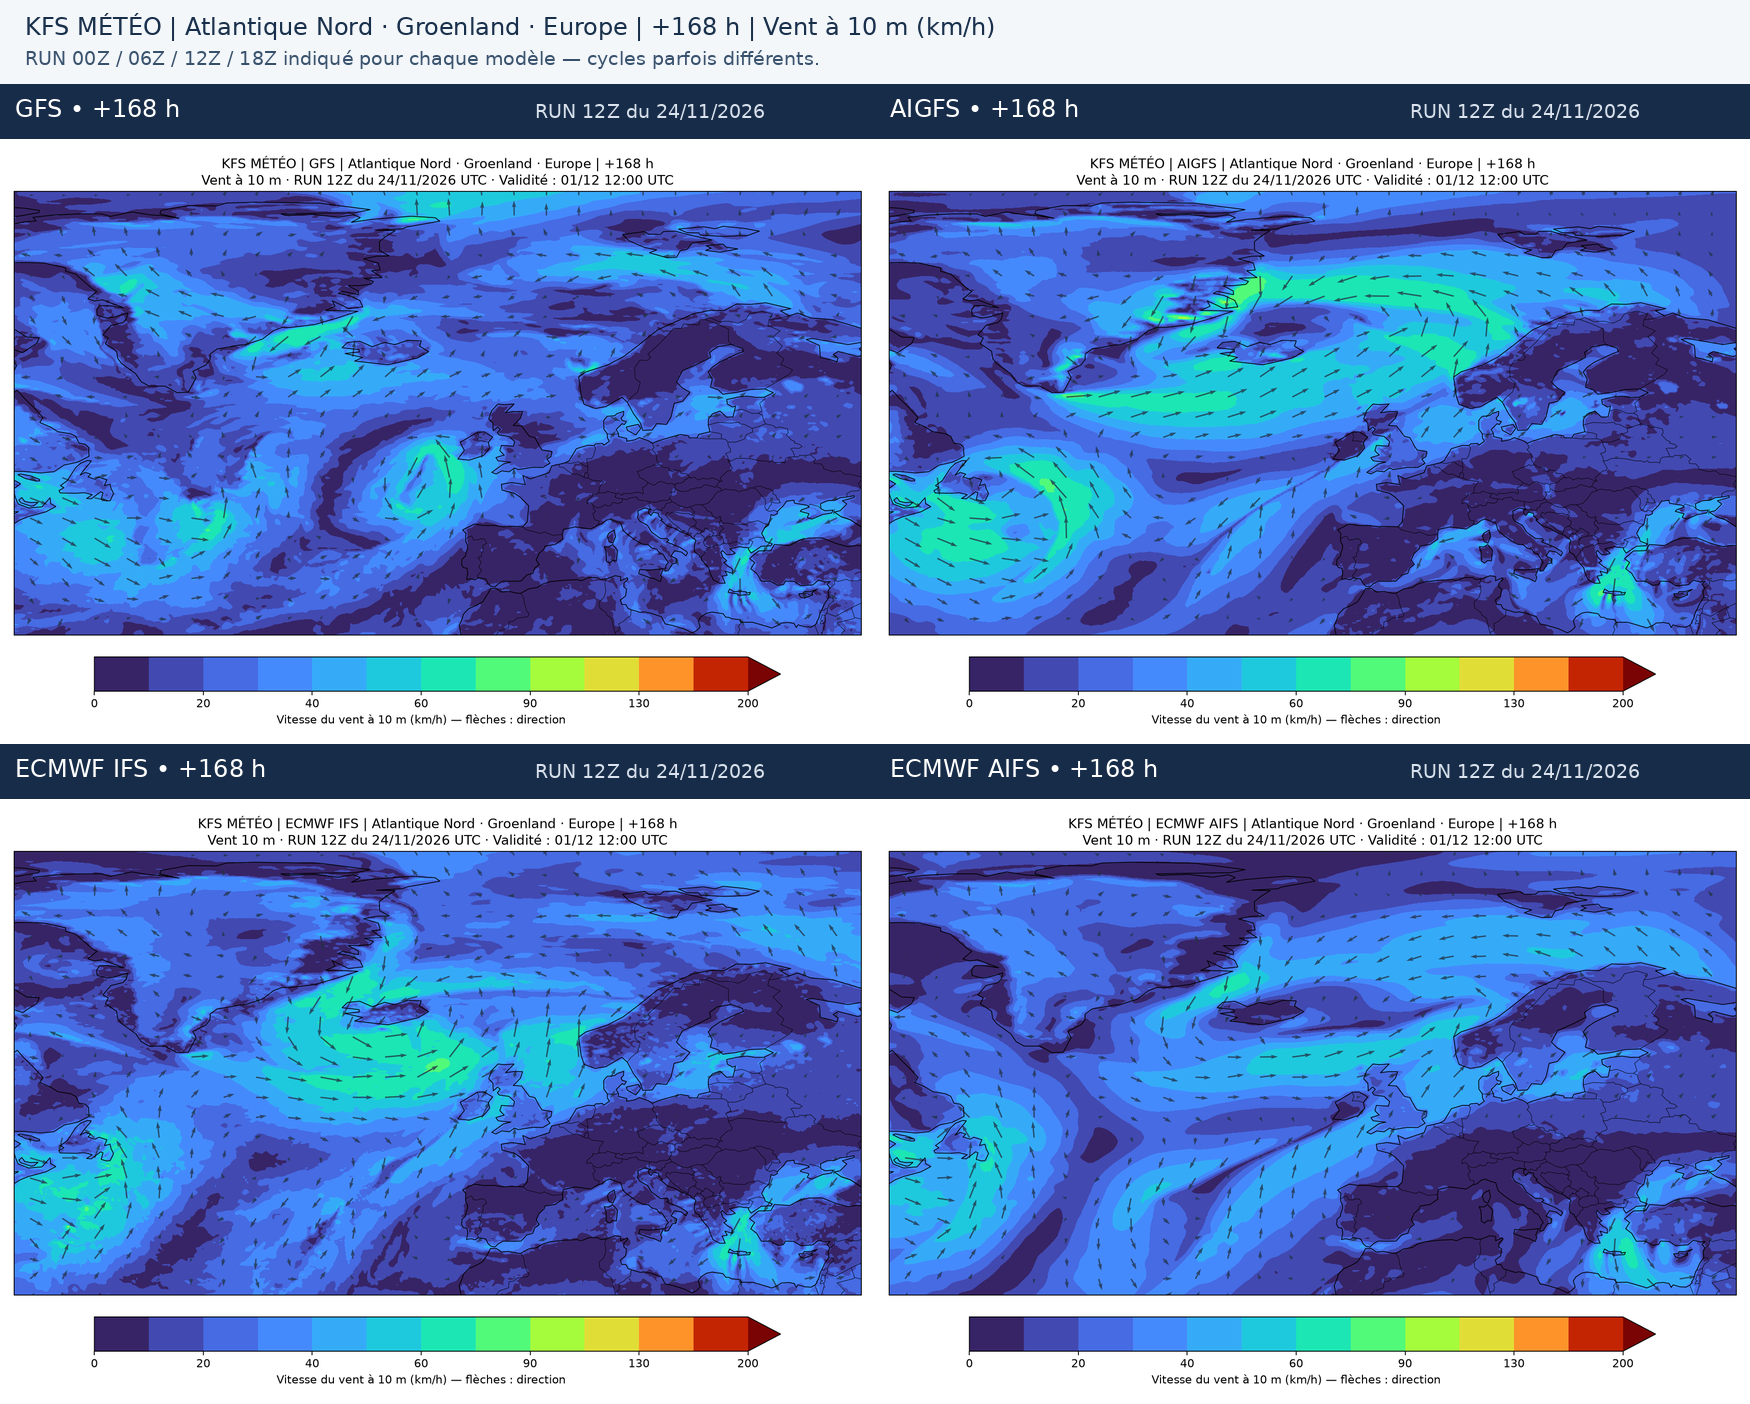 KFS MÉTÉO | Atlantique Nord · Groenland · Europe | +168 h | Vent à 10 m (km/h)
RUN 00Z / 06Z / 12Z / 18Z indiqué pour chaque modèle — cycles parfois différents.
GFS • +168 h
RUN 12Z du 24/11/2026
AIGFS • +168 h
RUN 12Z du 24/11/2026
KFS MÉTÉO | GFS | Atlantique Nord · Groenland · Europe | +168 h
Vent à 10 m · RUN 12Z du 24/11/2026 UTC · Validité : 01/12 12:00 UTC
KFS MÉTÉO | AIGFS | Atlantique Nord · Groenland · Europe | +168 h
Vent à 10 m · RUN 12Z du 24/11/2026 UTC · Validité : 01/12 12:00 UTC
0 20 40 60 90 130 200
Vitesse du vent à 10 m (km/h) — flèches : direction
0 20 40 60 90 130 200
Vitesse du vent à 10 m (km/h) — flèches : direction
ECMWF IFS • +168 h
RUN 12Z du 24/11/2026
ECMWF AIFS • +168 h
RUN 12Z du 24/11/2026
KFS MÉTÉO | ECMWF IFS | Atlantique Nord · Groenland · Europe | +168 h
Vent 10 m · RUN 12Z du 24/11/2026 UTC · Validité : 01/12 12:00 UTC
KFS MÉTÉO | ECMWF AIFS | Atlantique Nord · Groenland · Europe | +168 h
Vent 10 m · RUN 12Z du 24/11/2026 UTC · Validité : 01/12 12:00 UTC
0 20 40 60 90 130 200
Vitesse du vent à 10 m (km/h) — flèches : direction
0 20 40 60 90 130 200
Vitesse du vent à 10 m (km/h) — flèches : direction